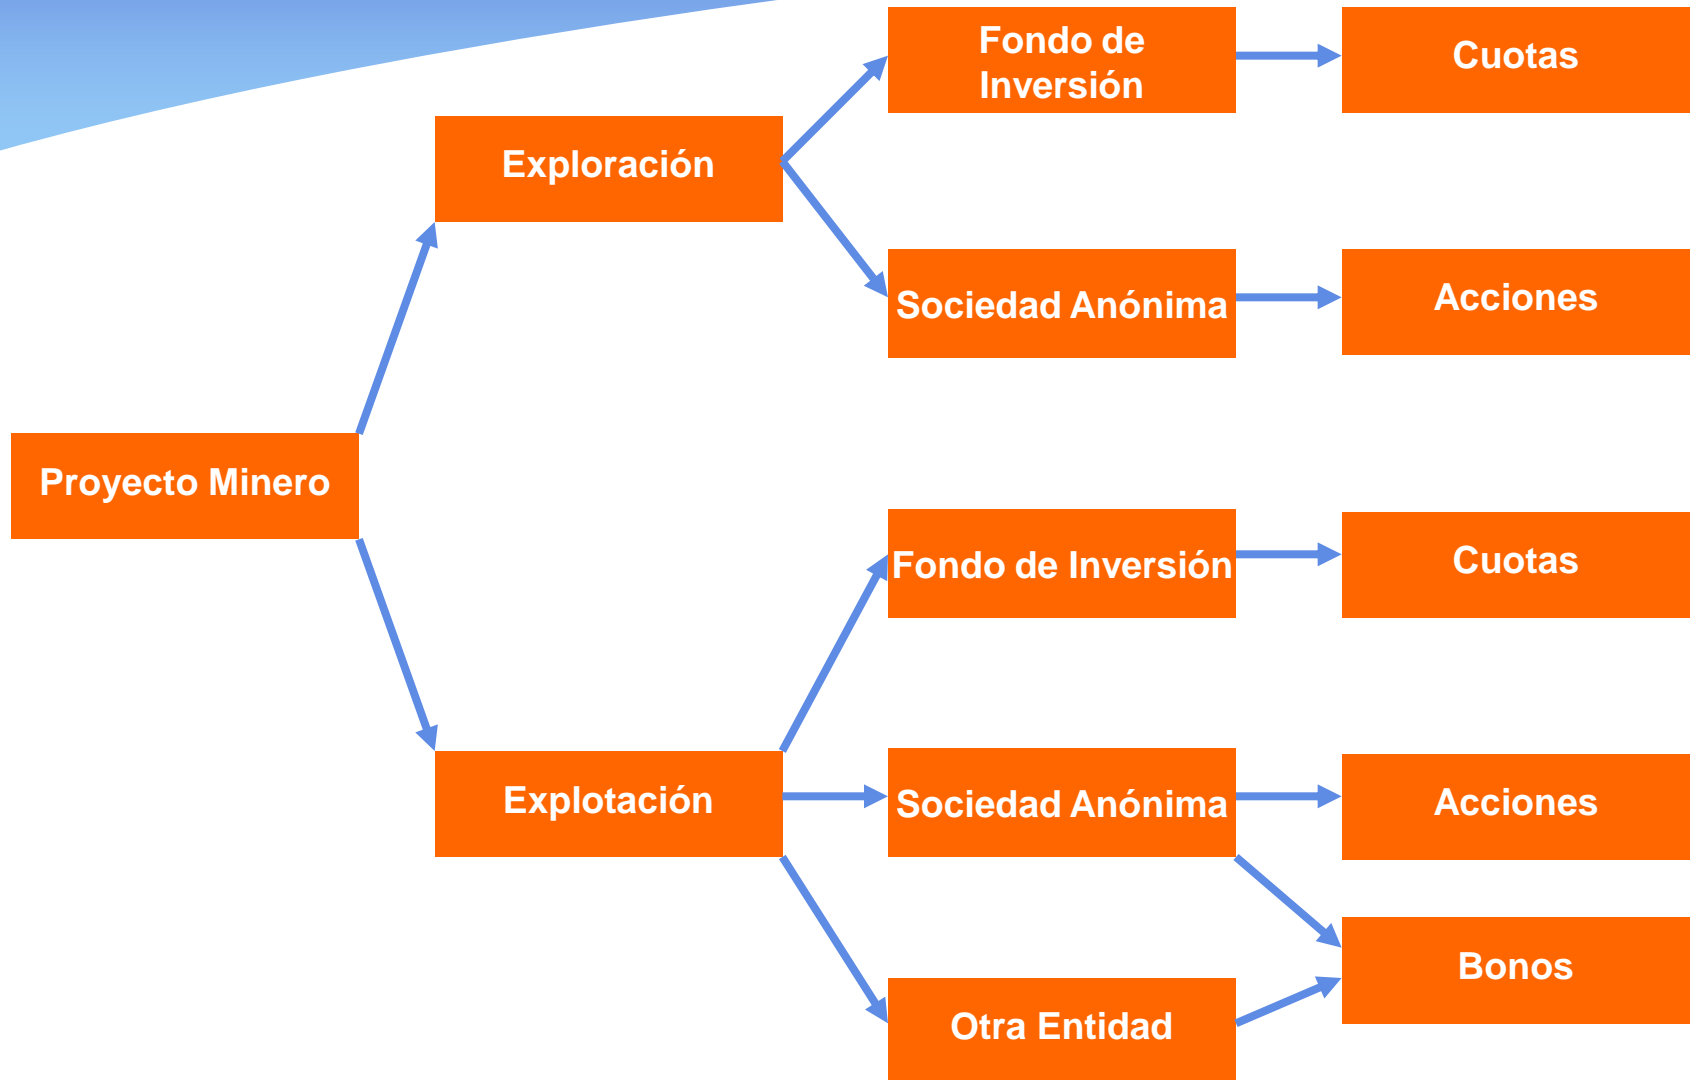 Fondo de
Inversión
Cuotas
Exploración
Sociedad Anónima
Acciones
Proyecto Minero
Fondo de Inversión
Cuotas
Explotación
Sociedad Anónima
Acciones
Bonos
Otra Entidad